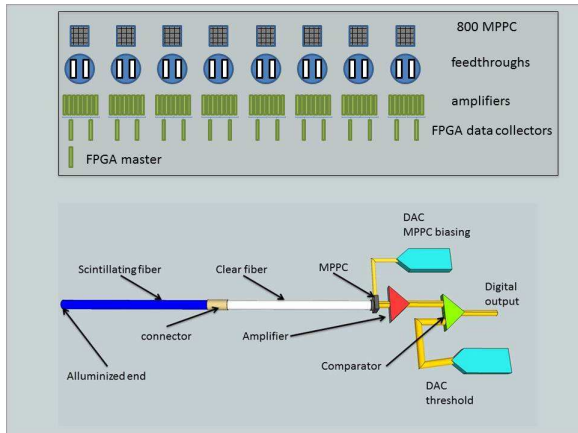 800 MPPC
feedthroughs
amplifiers
FPGA data collectors
FPGA master
DAC
MPPC biasing
Scintillating fiber
Clear fiber
MPPC
Digital
output
connector
Amplifier
Comparator
Alluminized end
DAC
threshold